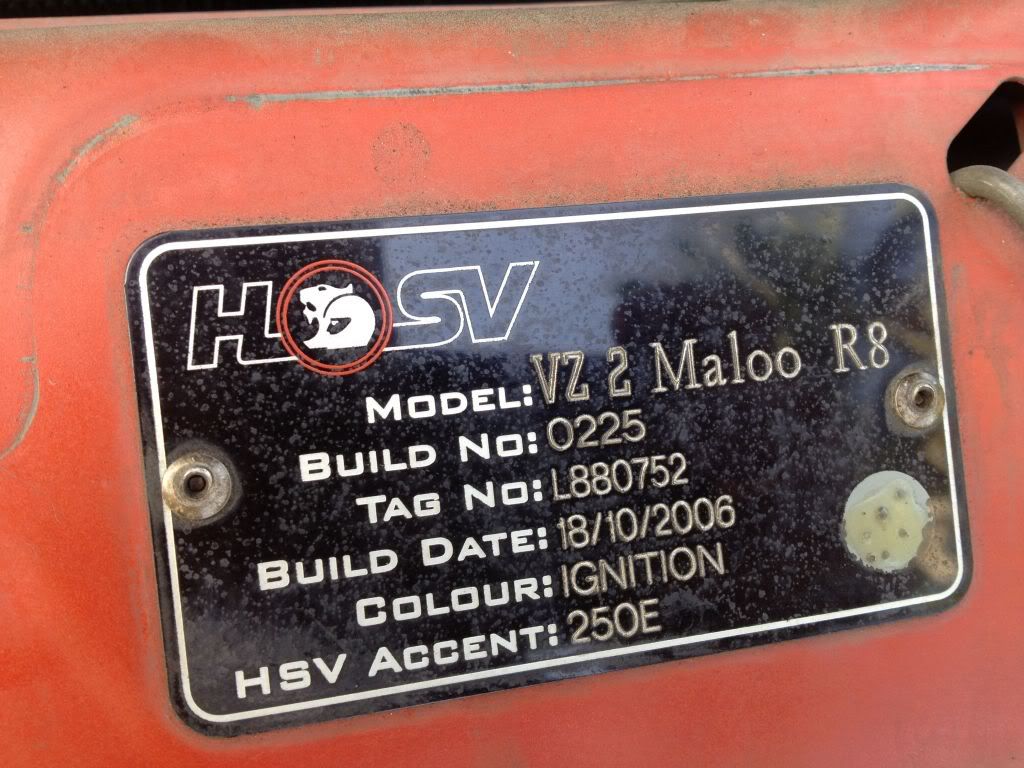 HSV
MODEL: VZ 2 Maloo R8
BUILD NO: 0225
TAG NO: L880752
BUILD DATE: 18/10/2006
COLOUR: IGNITION
HSV ACCENT: 250E